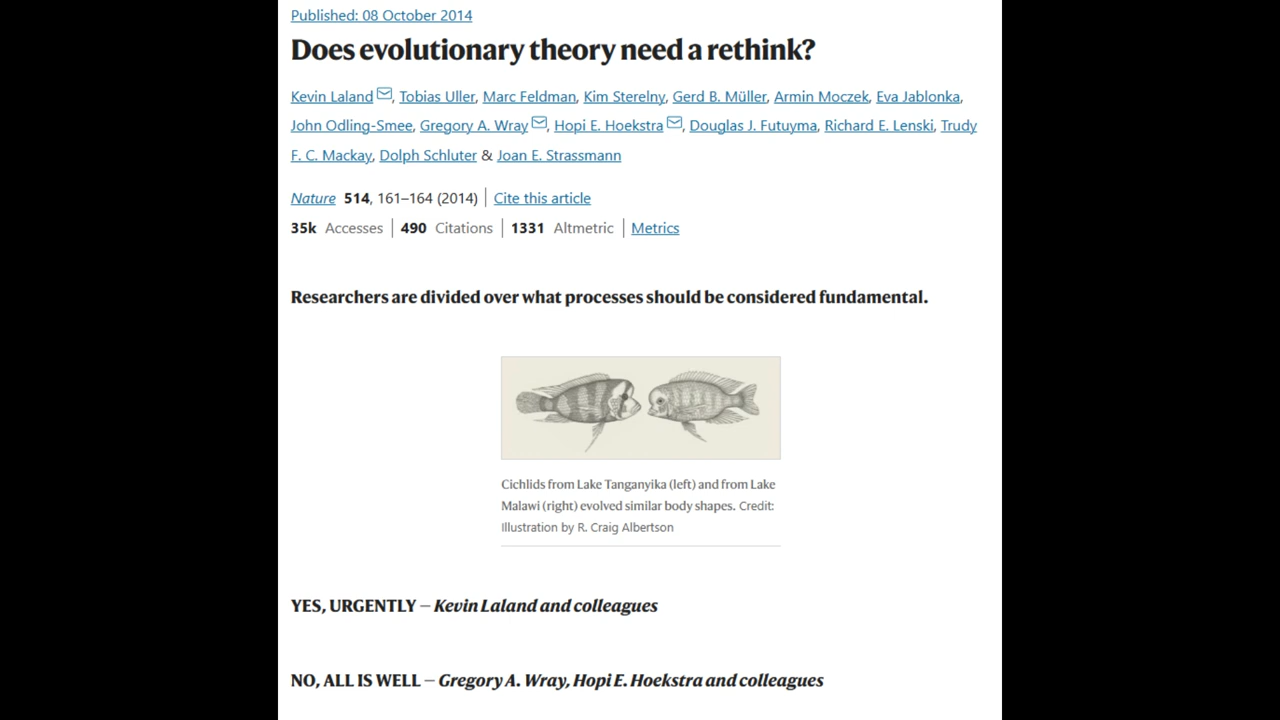 Published: 08 October 2014
Does evolutionary theory need a rethink?
Kevin Laland, Tobias Uller, Marc Feldman, Kim Sterelny, Gerd B. Müller, Armin Moczek, Eva Jablonka,
John Odling-Smee, Gregory A. Wray, Hopi E. Hoekstra, Douglas J. Futuyma, Richard E. Lenski, Trudy
F. C. Mackay, Dolph Schluter & Joan E. Strassmann
Nature 514, 161–164 (2014) | Cite this article
35k Accesses | 490 Citations | 1331 Altmetric | Metrics
Researchers are divided over what processes should be considered fundamental.
Cichlids from Lake Tanganyika (left) and from Lake
Malawi (right) evolved similar body shapes. Credit:
Illustration by R. Craig Albertson
YES, URGENTLY — Kevin Laland and colleagues
NO, ALL IS WELL — Gregory A. Wray, Hopi E. Hoekstra and colleagues